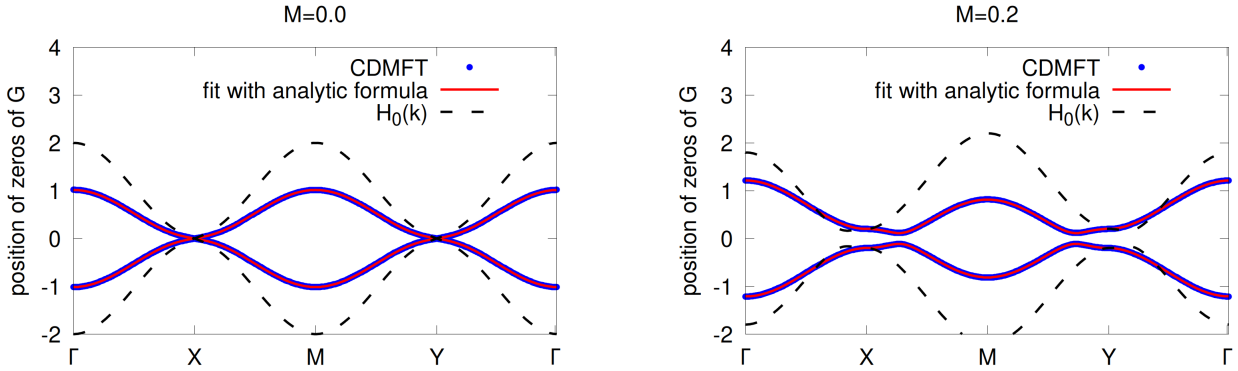 M=0.0
position of zeros of G
4
3
2
1
0
-1
-2
CDMFT
fit with analytic formula
H₀(k)
Γ X M Y Γ
M=0.2
position of zeros of G
4
3
2
1
0
-1
-2
CDMFT
fit with analytic formula
H₀(k)
Γ X M Y Γ